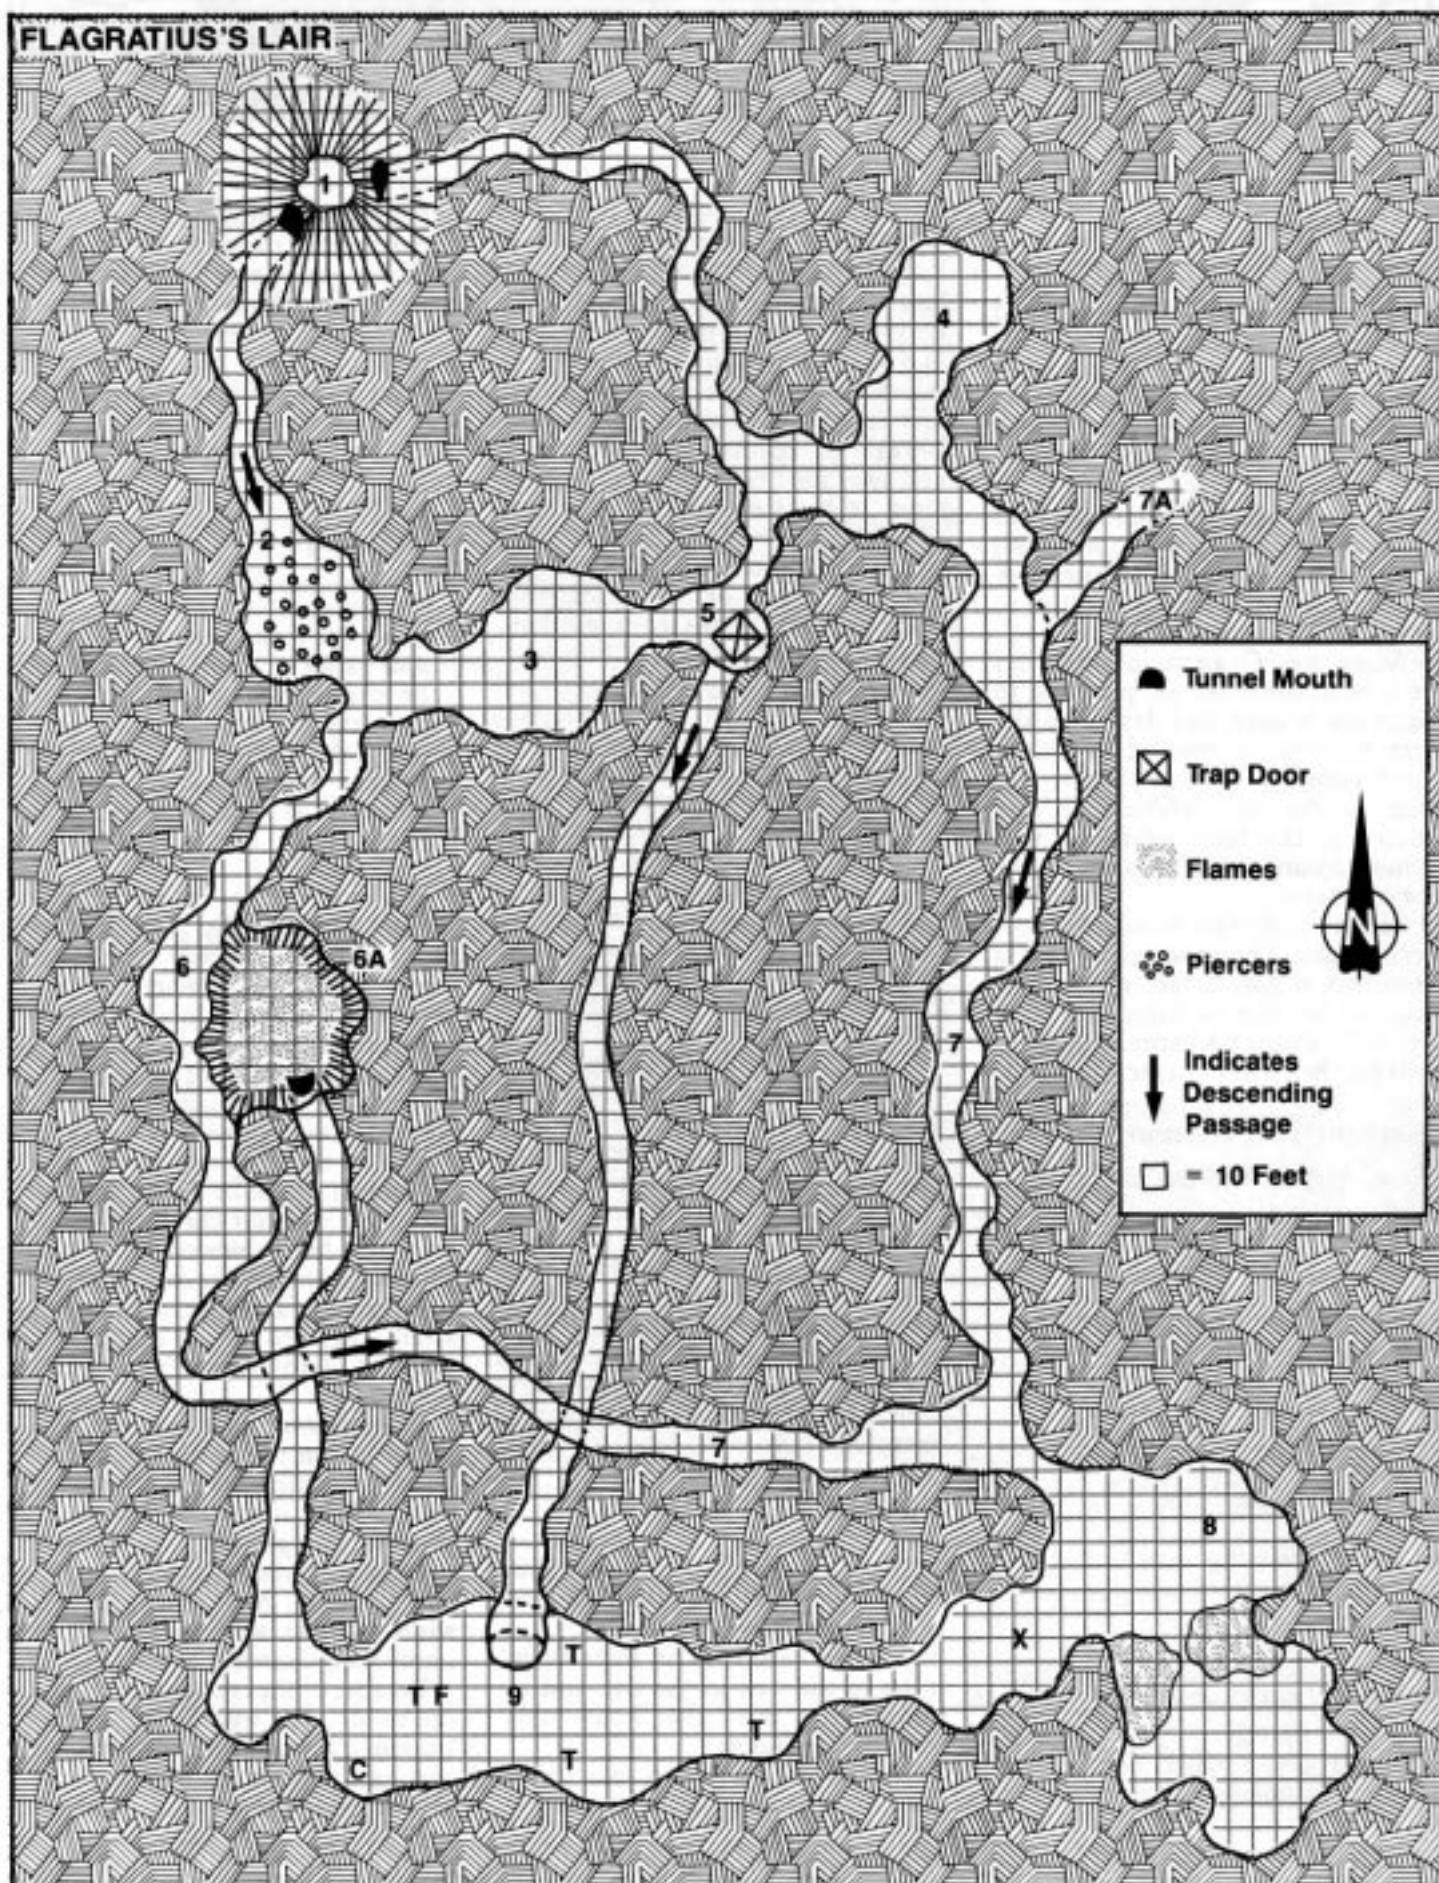 FLAGRATIUS'S LAIR
1
4
7A
2
5
3
Tunnel Mouth
Trap Door
Flames
Piercers
N
Indicates
Descending
Passage
= 10 Feet
6
6A
7
7
8
X
T
T F
9
T
T
C